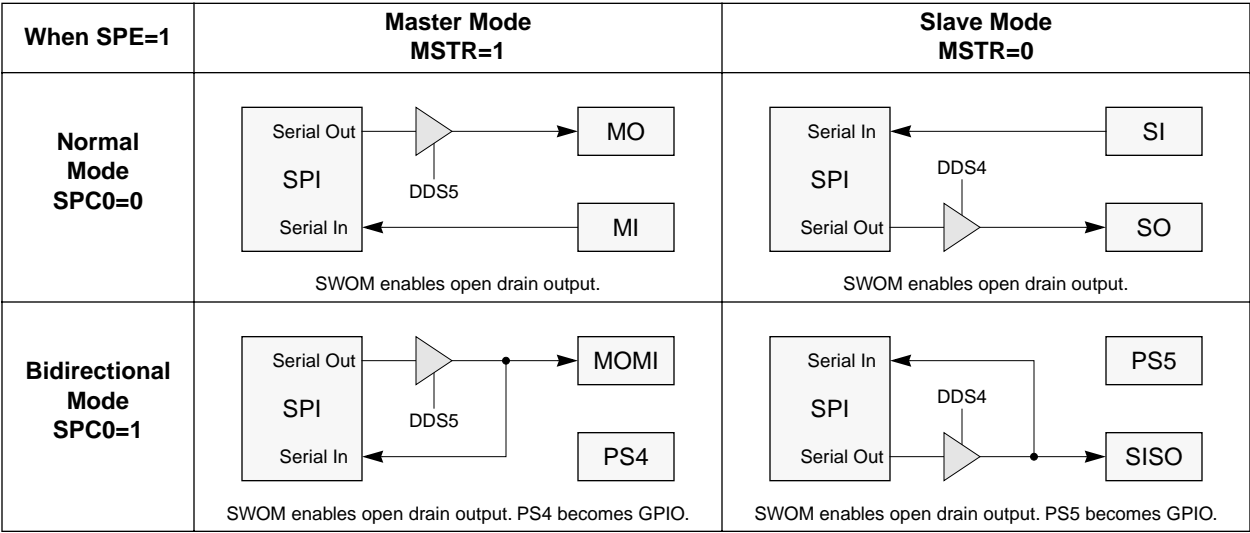 When SPE=1
Master Mode
MSTR=1
Slave Mode
MSTR=0
Normal
Mode
SPC0=0
Serial Out
MO
SPI
DDS5
Serial In
MI
SWOM enables open drain output.
Serial In
SI
SPI
DDS4
Serial Out
SO
SWOM enables open drain output.
Bidirectional
Mode
SPC0=1
Serial Out
MOMI
SPI
DDS5
Serial In
PS4
SWOM enables open drain output. PS4 becomes GPIO.
Serial In
PS5
SPI
DDS4
Serial Out
SISO
SWOM enables open drain output. PS5 becomes GPIO.